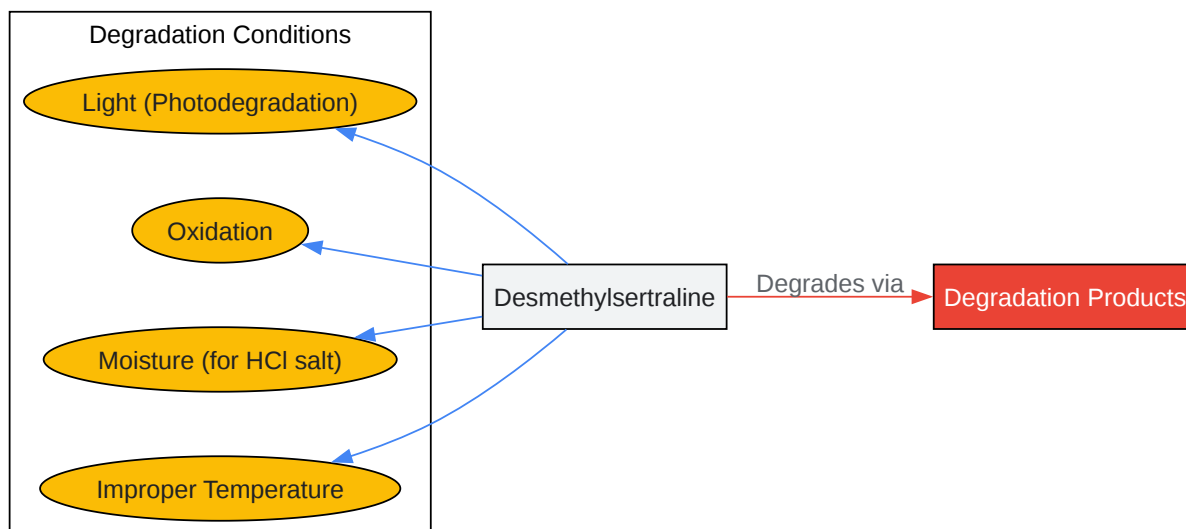 Degradation Conditions
Light (Photodegradation)
Oxidation
Moisture (for HCl salt)
Improper Temperature
Desmethylsertraline
Degrades via
Degradation Products